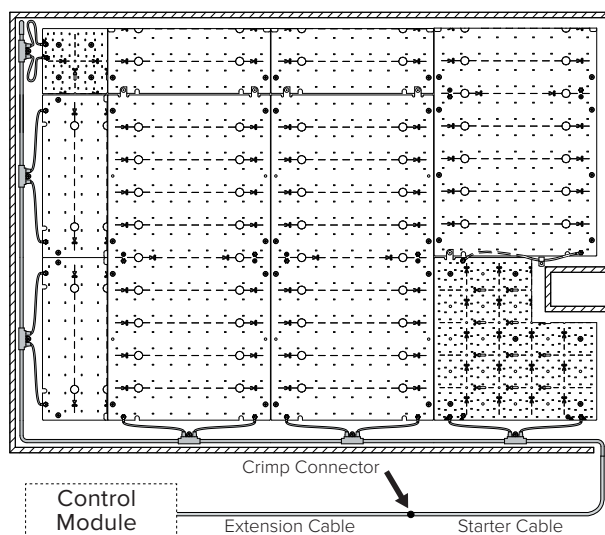 Crimp Connector
Control
Module
Extension Cable
Starter Cable